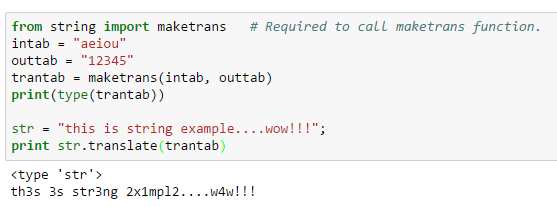 from string import maketrans   # Required to call maketrans function.
intab = "aeiou"
outtab = "12345"
trantab = maketrans(intab, outtab)
print(type(trantab))

str = "this is string example....wow!!!";
print str.translate(trantab)
<type 'str'>
th3s 3s str3ng 2x1mpl2....w4w!!!